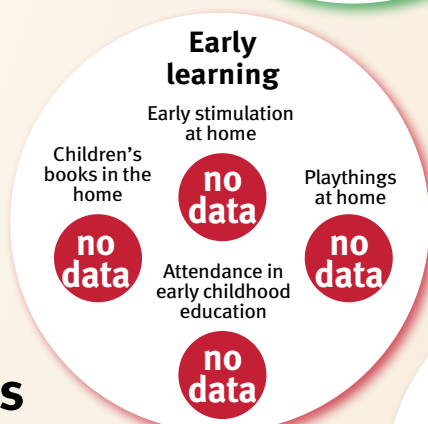 Early
learning
Early stimulation
at home
no
data
Children's
books in the
home
no
data
Playthings
at home
no
data
Attendance in
early childhood
education
no
data
s